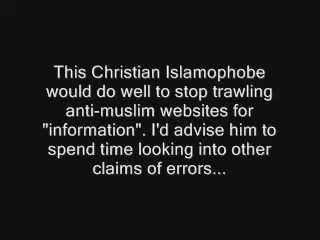 This Christian Islamophobe
would do well to stop trawling
anti-muslim websites for
"information". I'd advise him to
spend time looking into other
claims of errors...